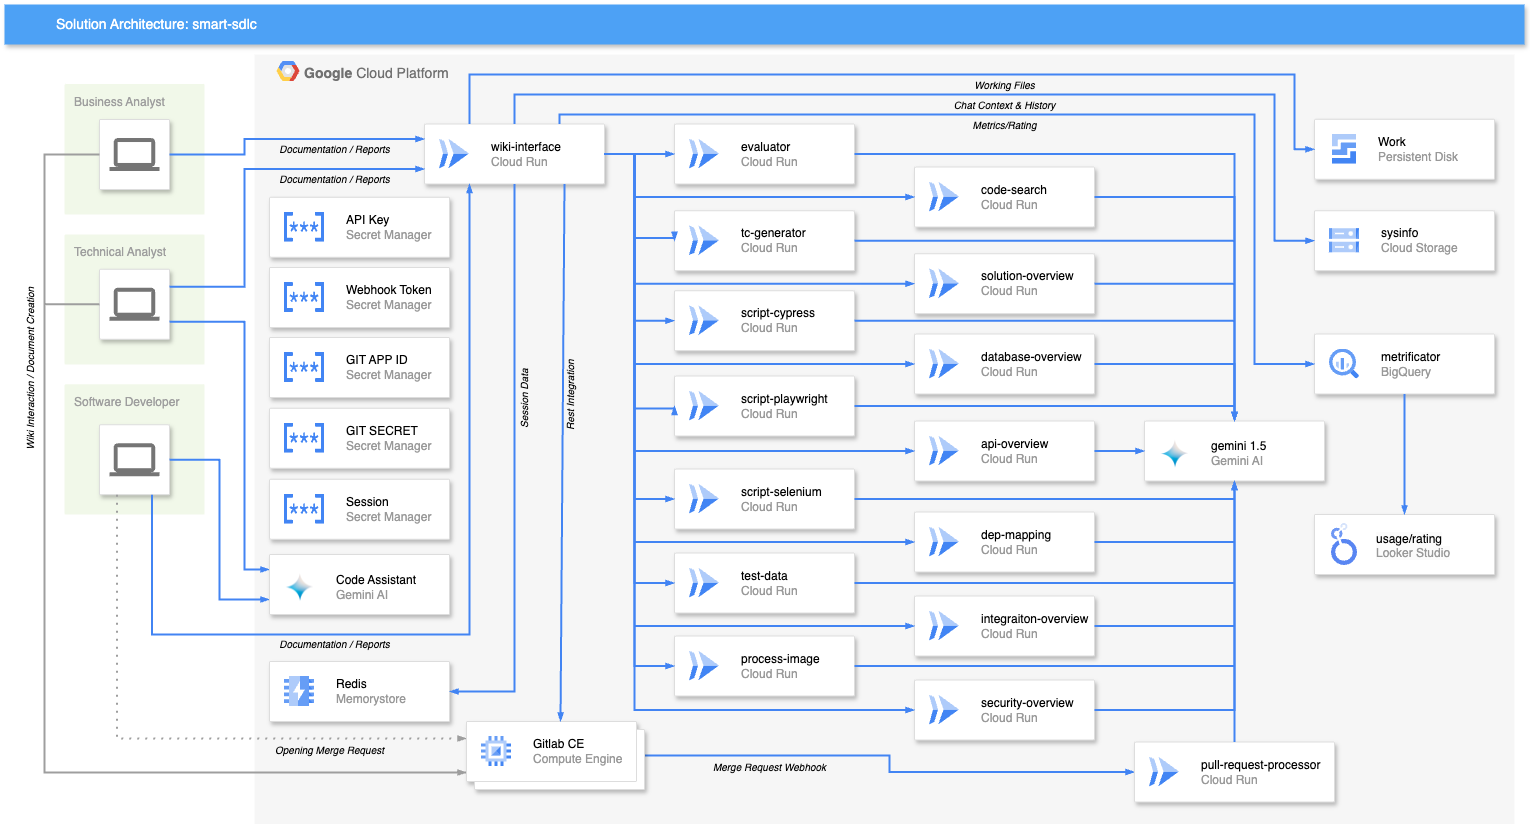 Solution Architecture: smart-sdlc
Google Cloud Platform
Business Analyst
Technical Analyst
Software Developer
Wiki Interaction / Document Creation
Documentation / Reports
Documentation / Reports
wiki-interface
Cloud Run
Working Files
Chat Context & History
Metrics/Rating
API Key
Secret Manager
Webhook Token
Secret Manager
GIT APP ID
Secret Manager
GIT SECRET
Secret Manager
Session
Secret Manager
Code Assistant
Gemini AI
Documentation / Reports
Redis
Memorystore
Session Data
Rest Integration
Opening Merge Request
Gitlab CE
Compute Engine
Merge Request Webhook
evaluator
Cloud Run
tc-generator
Cloud Run
script-cypress
Cloud Run
script-playwright
Cloud Run
script-selenium
Cloud Run
test-data
Cloud Run
process-image
Cloud Run
code-search
Cloud Run
solution-overview
Cloud Run
database-overview
Cloud Run
api-overview
Cloud Run
dep-mapping
Cloud Run
integraiton-overview
Cloud Run
security-overview
Cloud Run
gemini 1.5
Gemini AI
pull-request-processor
Cloud Run
Work
Persistent Disk
sysinfo
Cloud Storage
metrificator
BigQuery
usage/rating
Looker Studio